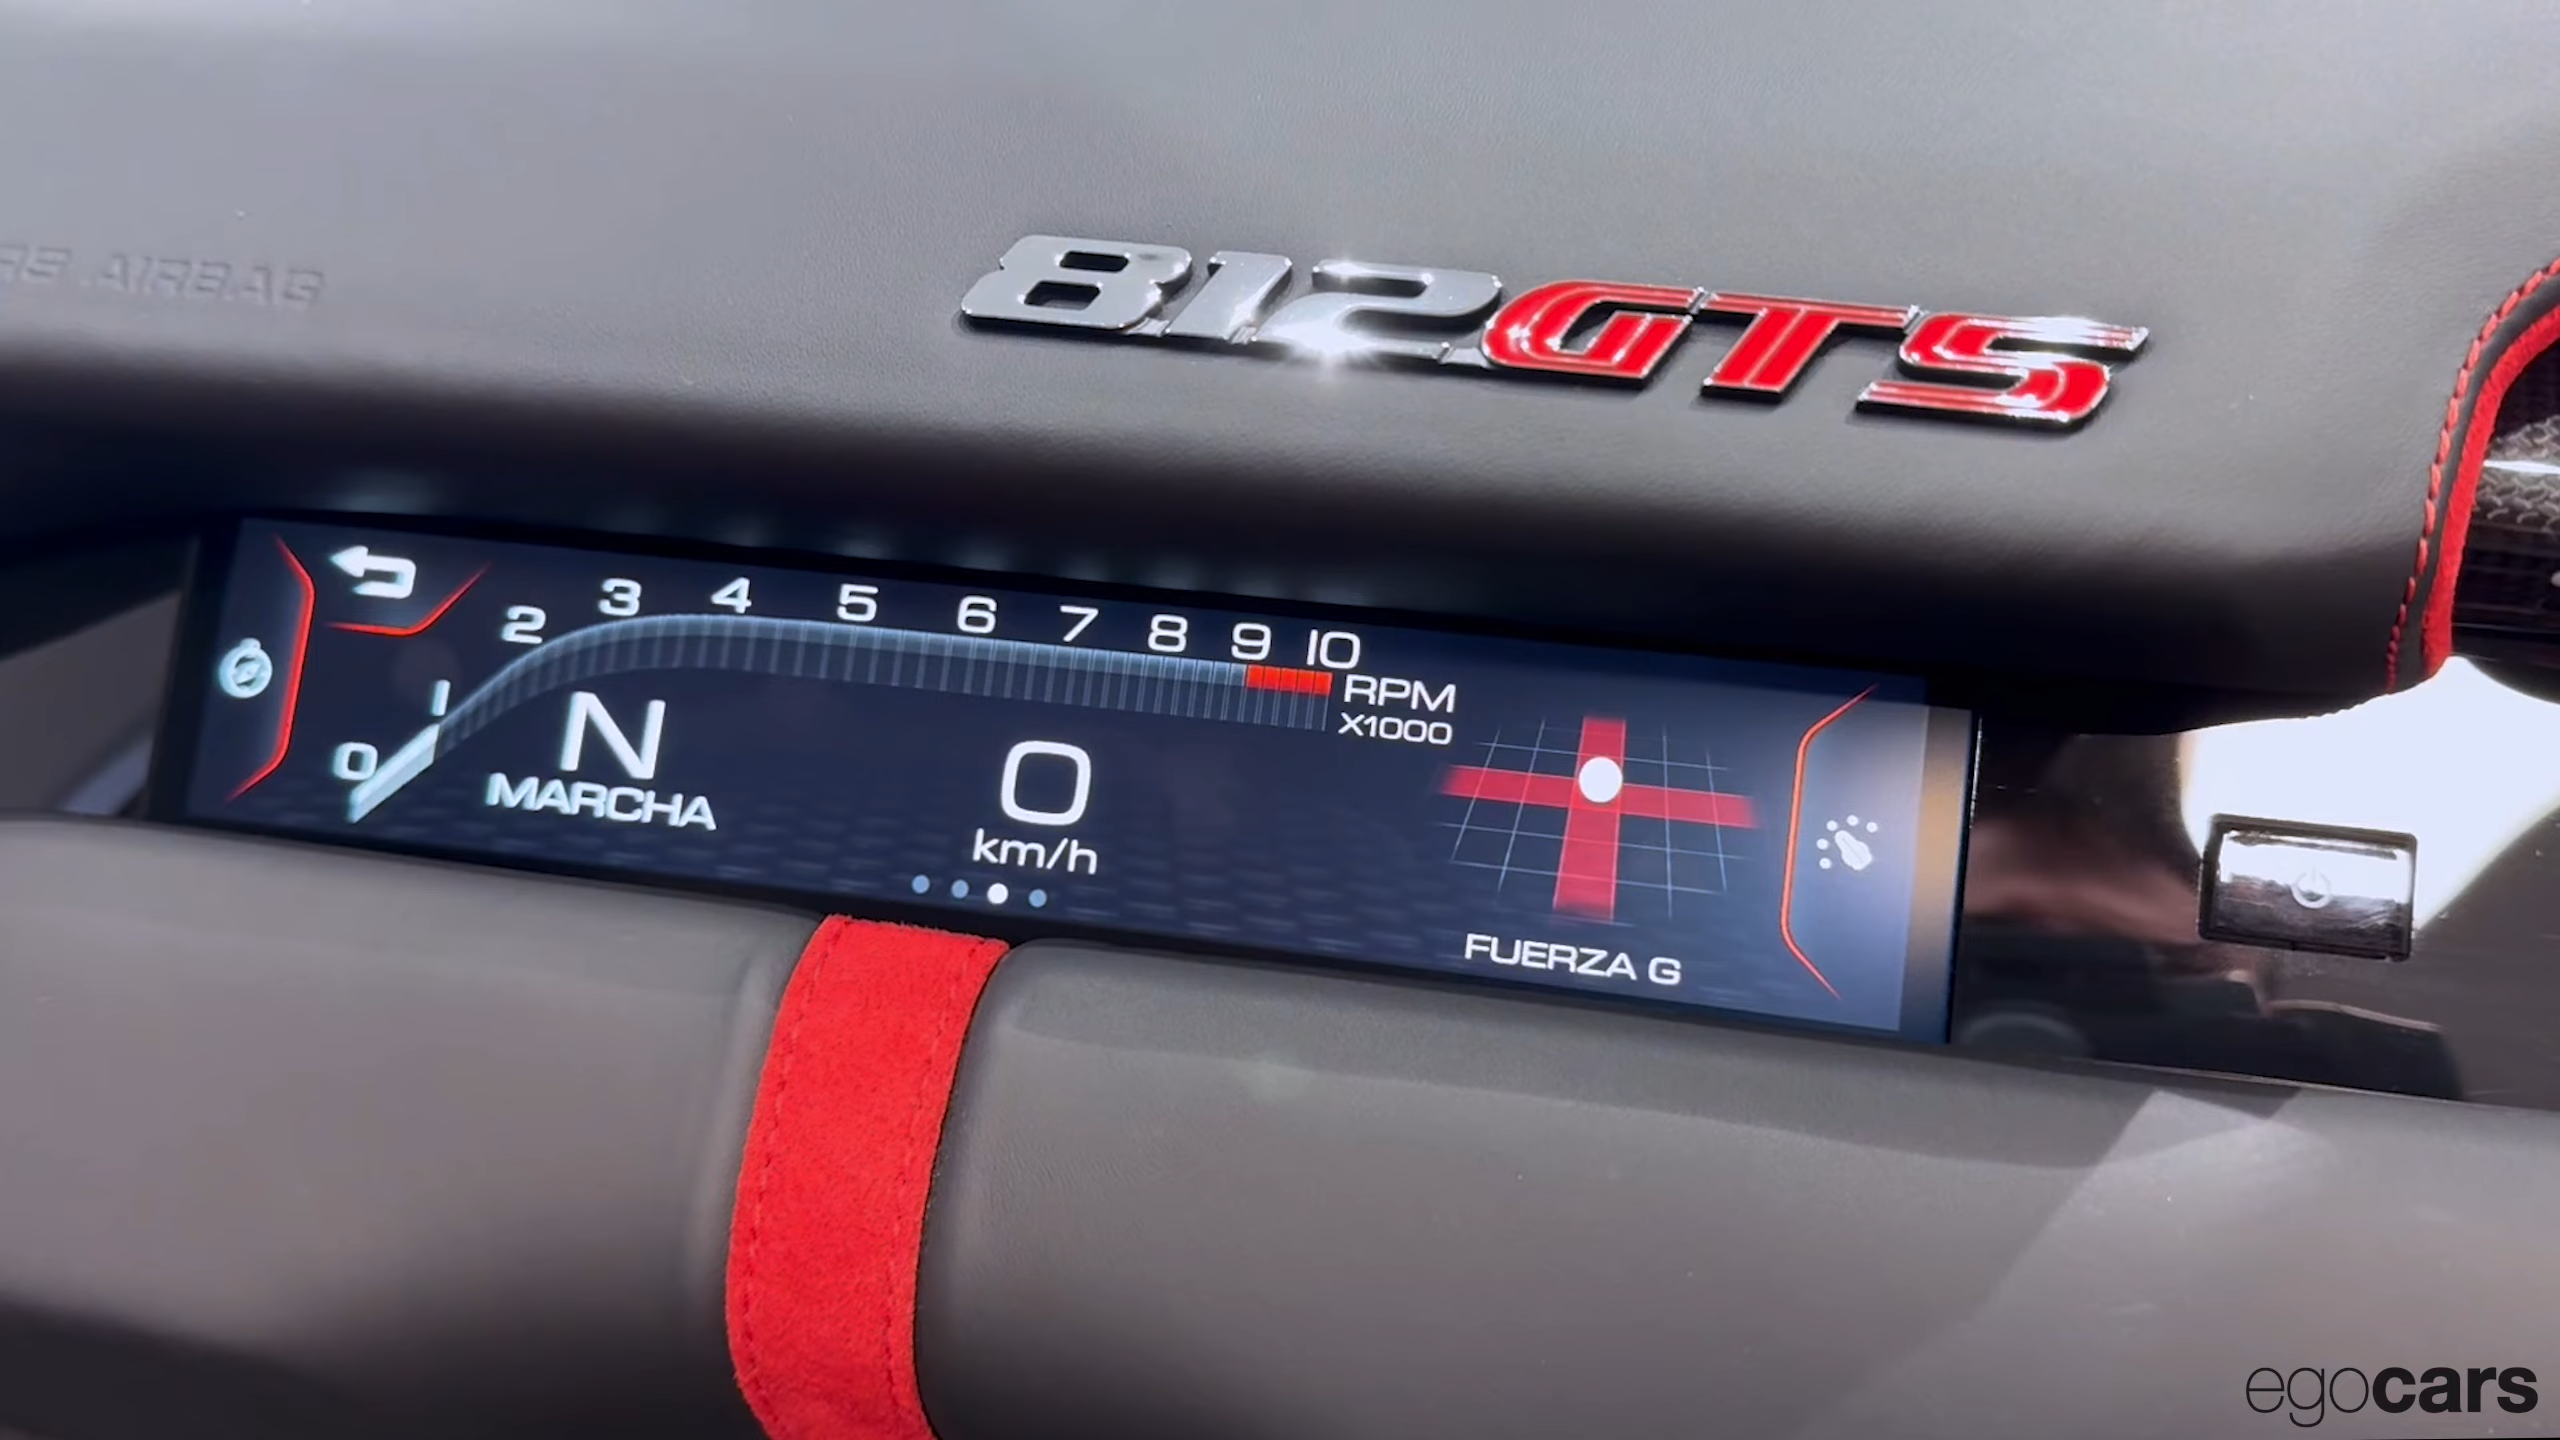 AIRBAG
812GTS
0 1 2 3 4 5 6 7 8 9 10
RPM
X1000
N
MARCHA
0
km/h
FUERZA G
egocars